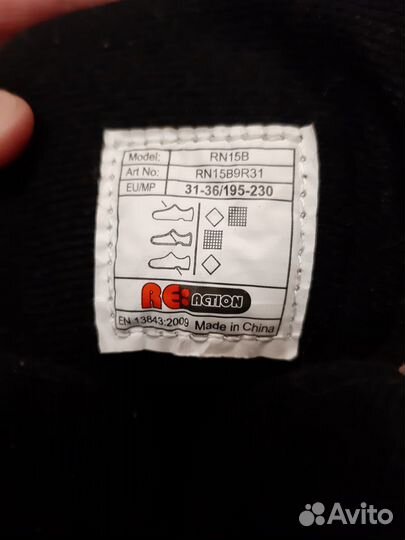 Model: RN15B
Art No: RN15B9R31
EU/MP 31-36/195-230
RE:ACTION
EN 13843:2009 Made in China
Avito